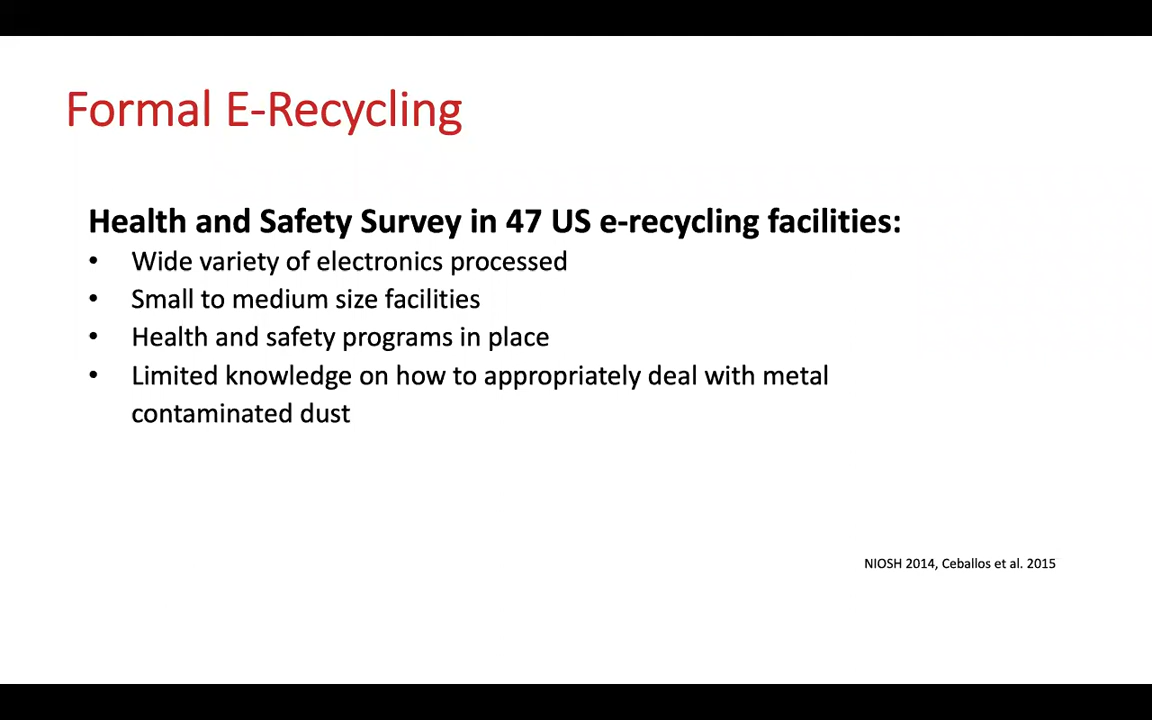 Formal E-Recycling
Health and Safety Survey in 47 US e-recycling facilities:
• Wide variety of electronics processed
• Small to medium size facilities
• Health and safety programs in place
• Limited knowledge on how to appropriately deal with metal
contaminated dust
NIOSH 2014, Ceballos et al. 2015